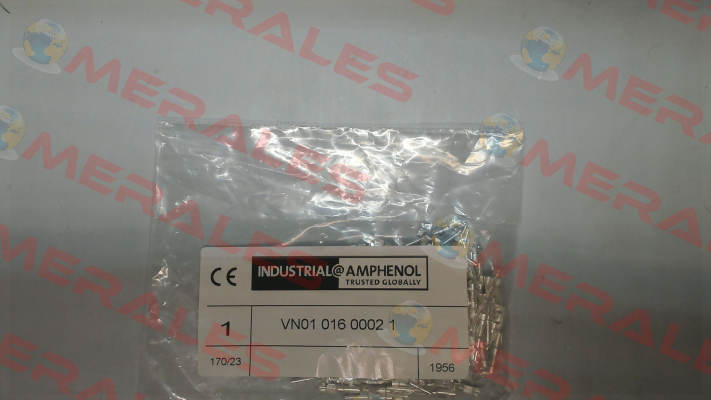 MERALES
MERALES
MERALES
MERALES
MERALES
CE INDUSTRIAL@AMPHENOL
TRUSTED GLOBALLY
1 VN01 016 0002 1
170/23 1956